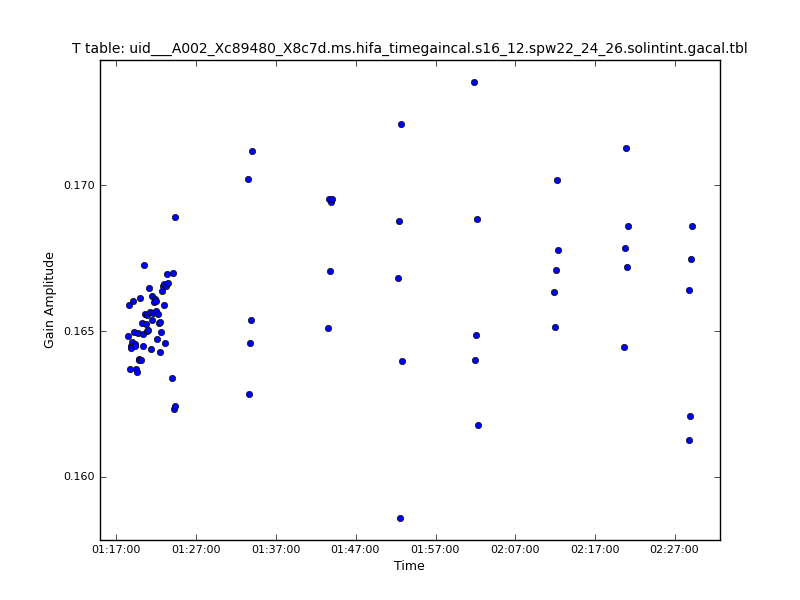 T table: uid___A002_Xc89480_X8c7d.ms.hifa_timegaincal.s16_12.spw22_24_26.solintint.gacal.tbl
0.170
0.165
0.160
Gain Amplitude
01:17:00 01:27:00 01:37:00 01:47:00 01:57:00 02:07:00 02:17:00 02:27:00
Time